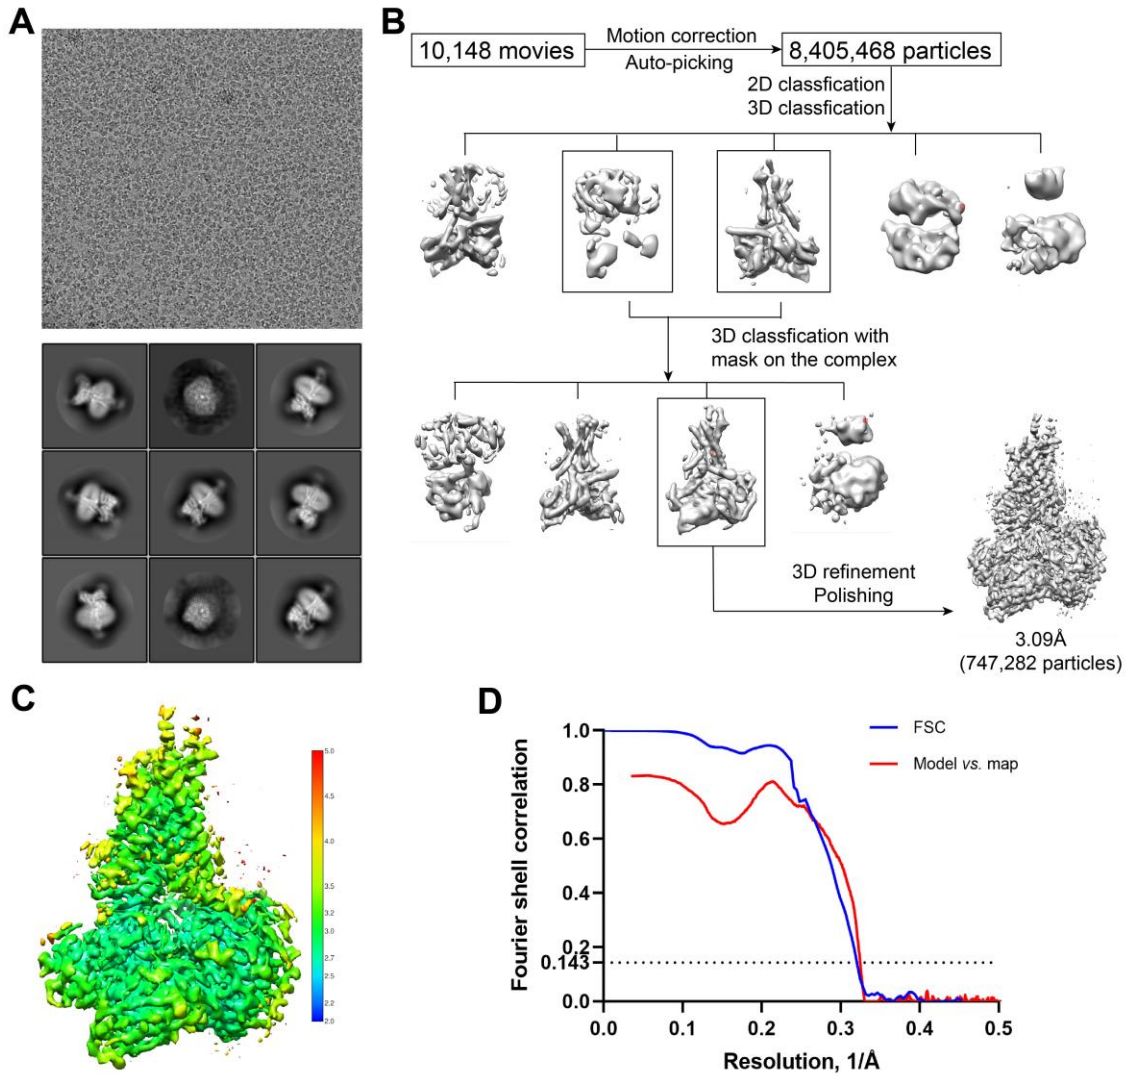 A
B
10,148 movies
Motion correction
Auto-picking
8,405,468 particles
2D classfication
3D classfication
3D classfication with
mask on the complex
3D refinement
Polishing
3.09Å
(747,282 particles)
C
5.0
4.5
4.0
3.5
3.2
3.0
2.7
2.5
2.3
2.0
D
FSC
Model vs. map
Fourier shell correlation
1.0
0.8
0.6
0.4
0.2
0.143
0.0
0.0
0.1
0.2
0.3
0.4
0.5
Resolution, 1/Å